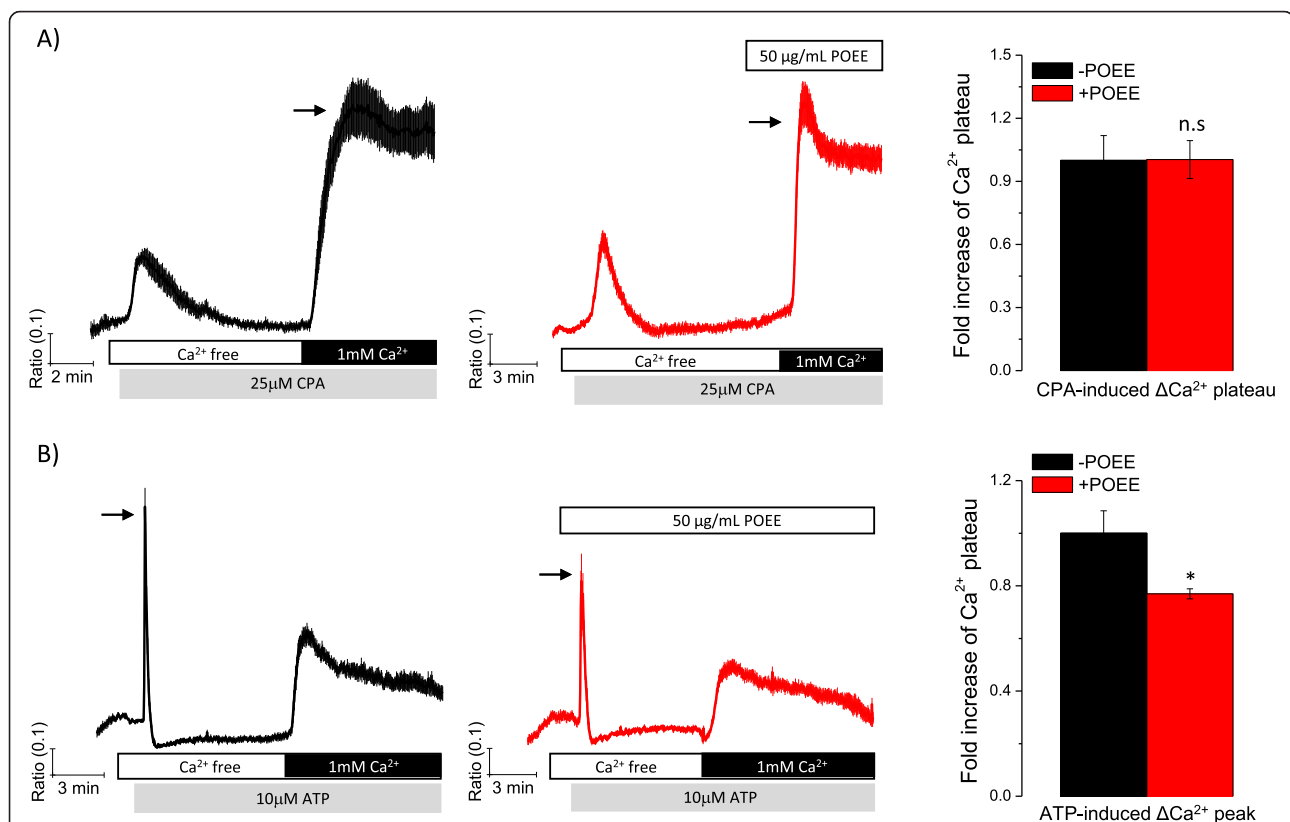 A)
50 µg/mL POEE
Ratio (0.1)
2 min
Ca²⁺ free
1mM Ca²⁺
25µM CPA
Ratio (0.1)
3 min
Ca²⁺ free
1mM Ca²⁺
25µM CPA
Fold increase of Ca²⁺ plateau
1.5
1.2
0.9
0.6
0.3
0.0
-POEE
+POEE
n.s
CPA-induced ΔCa²⁺ plateau
B)
Ratio (0.1)
3 min
Ca²⁺ free
1mM Ca²⁺
10µM ATP
50 µg/mL POEE
Ratio (0.1)
3 min
Ca²⁺ free
1mM Ca²⁺
10µM ATP
Fold increase of Ca²⁺ plateau
1.2
0.8
0.4
0.0
-POEE
+POEE
*
ATP-induced ΔCa²⁺ peak